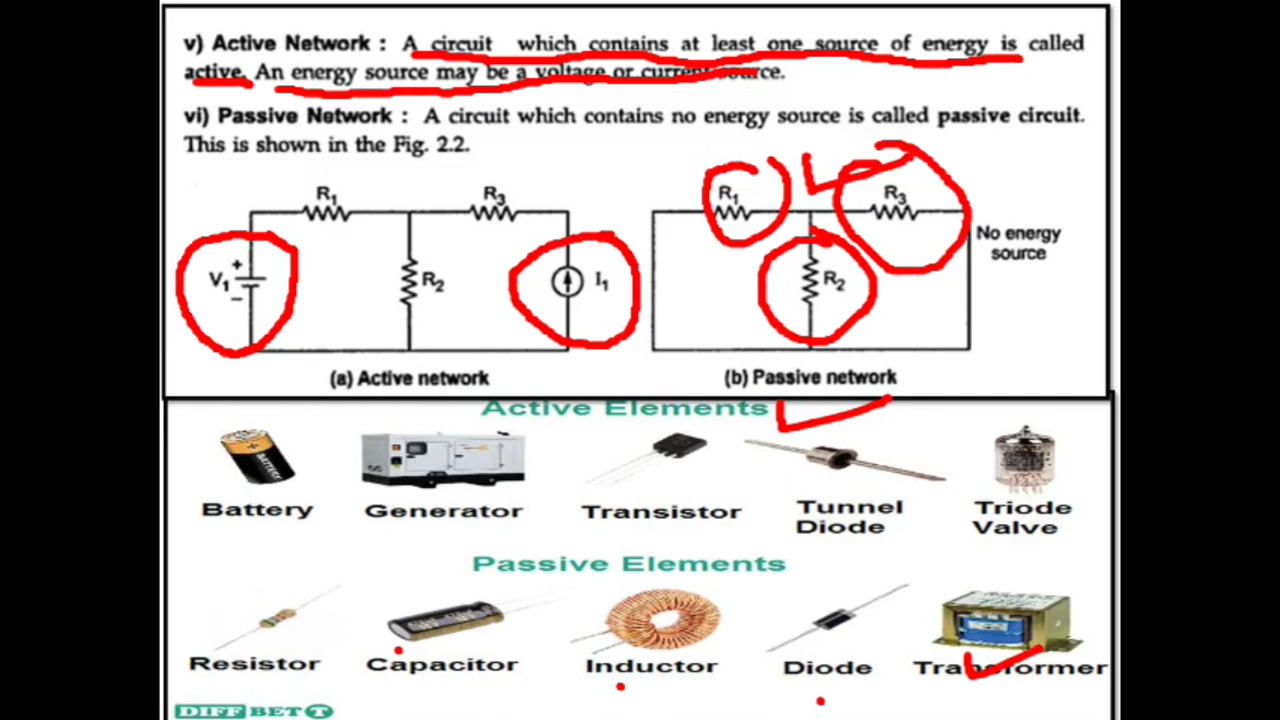 v) Active Network : A circuit which contains at least one source of energy is called
active. An energy source may be a voltage or current source.
vi) Passive Network : A circuit which contains no energy source is called passive circuit.
This is shown in the Fig. 2.2.
R1 R3 R1 R3
V1 + − R2 I1 R2 No energy
source
(a) Active network (b) Passive network
Active Elements
BATTERY
Battery Generator Transistor Tunnel Diode Triode Valve
Passive Elements
Resistor Capacitor Inductor Diode Transformer
DIFF BET T